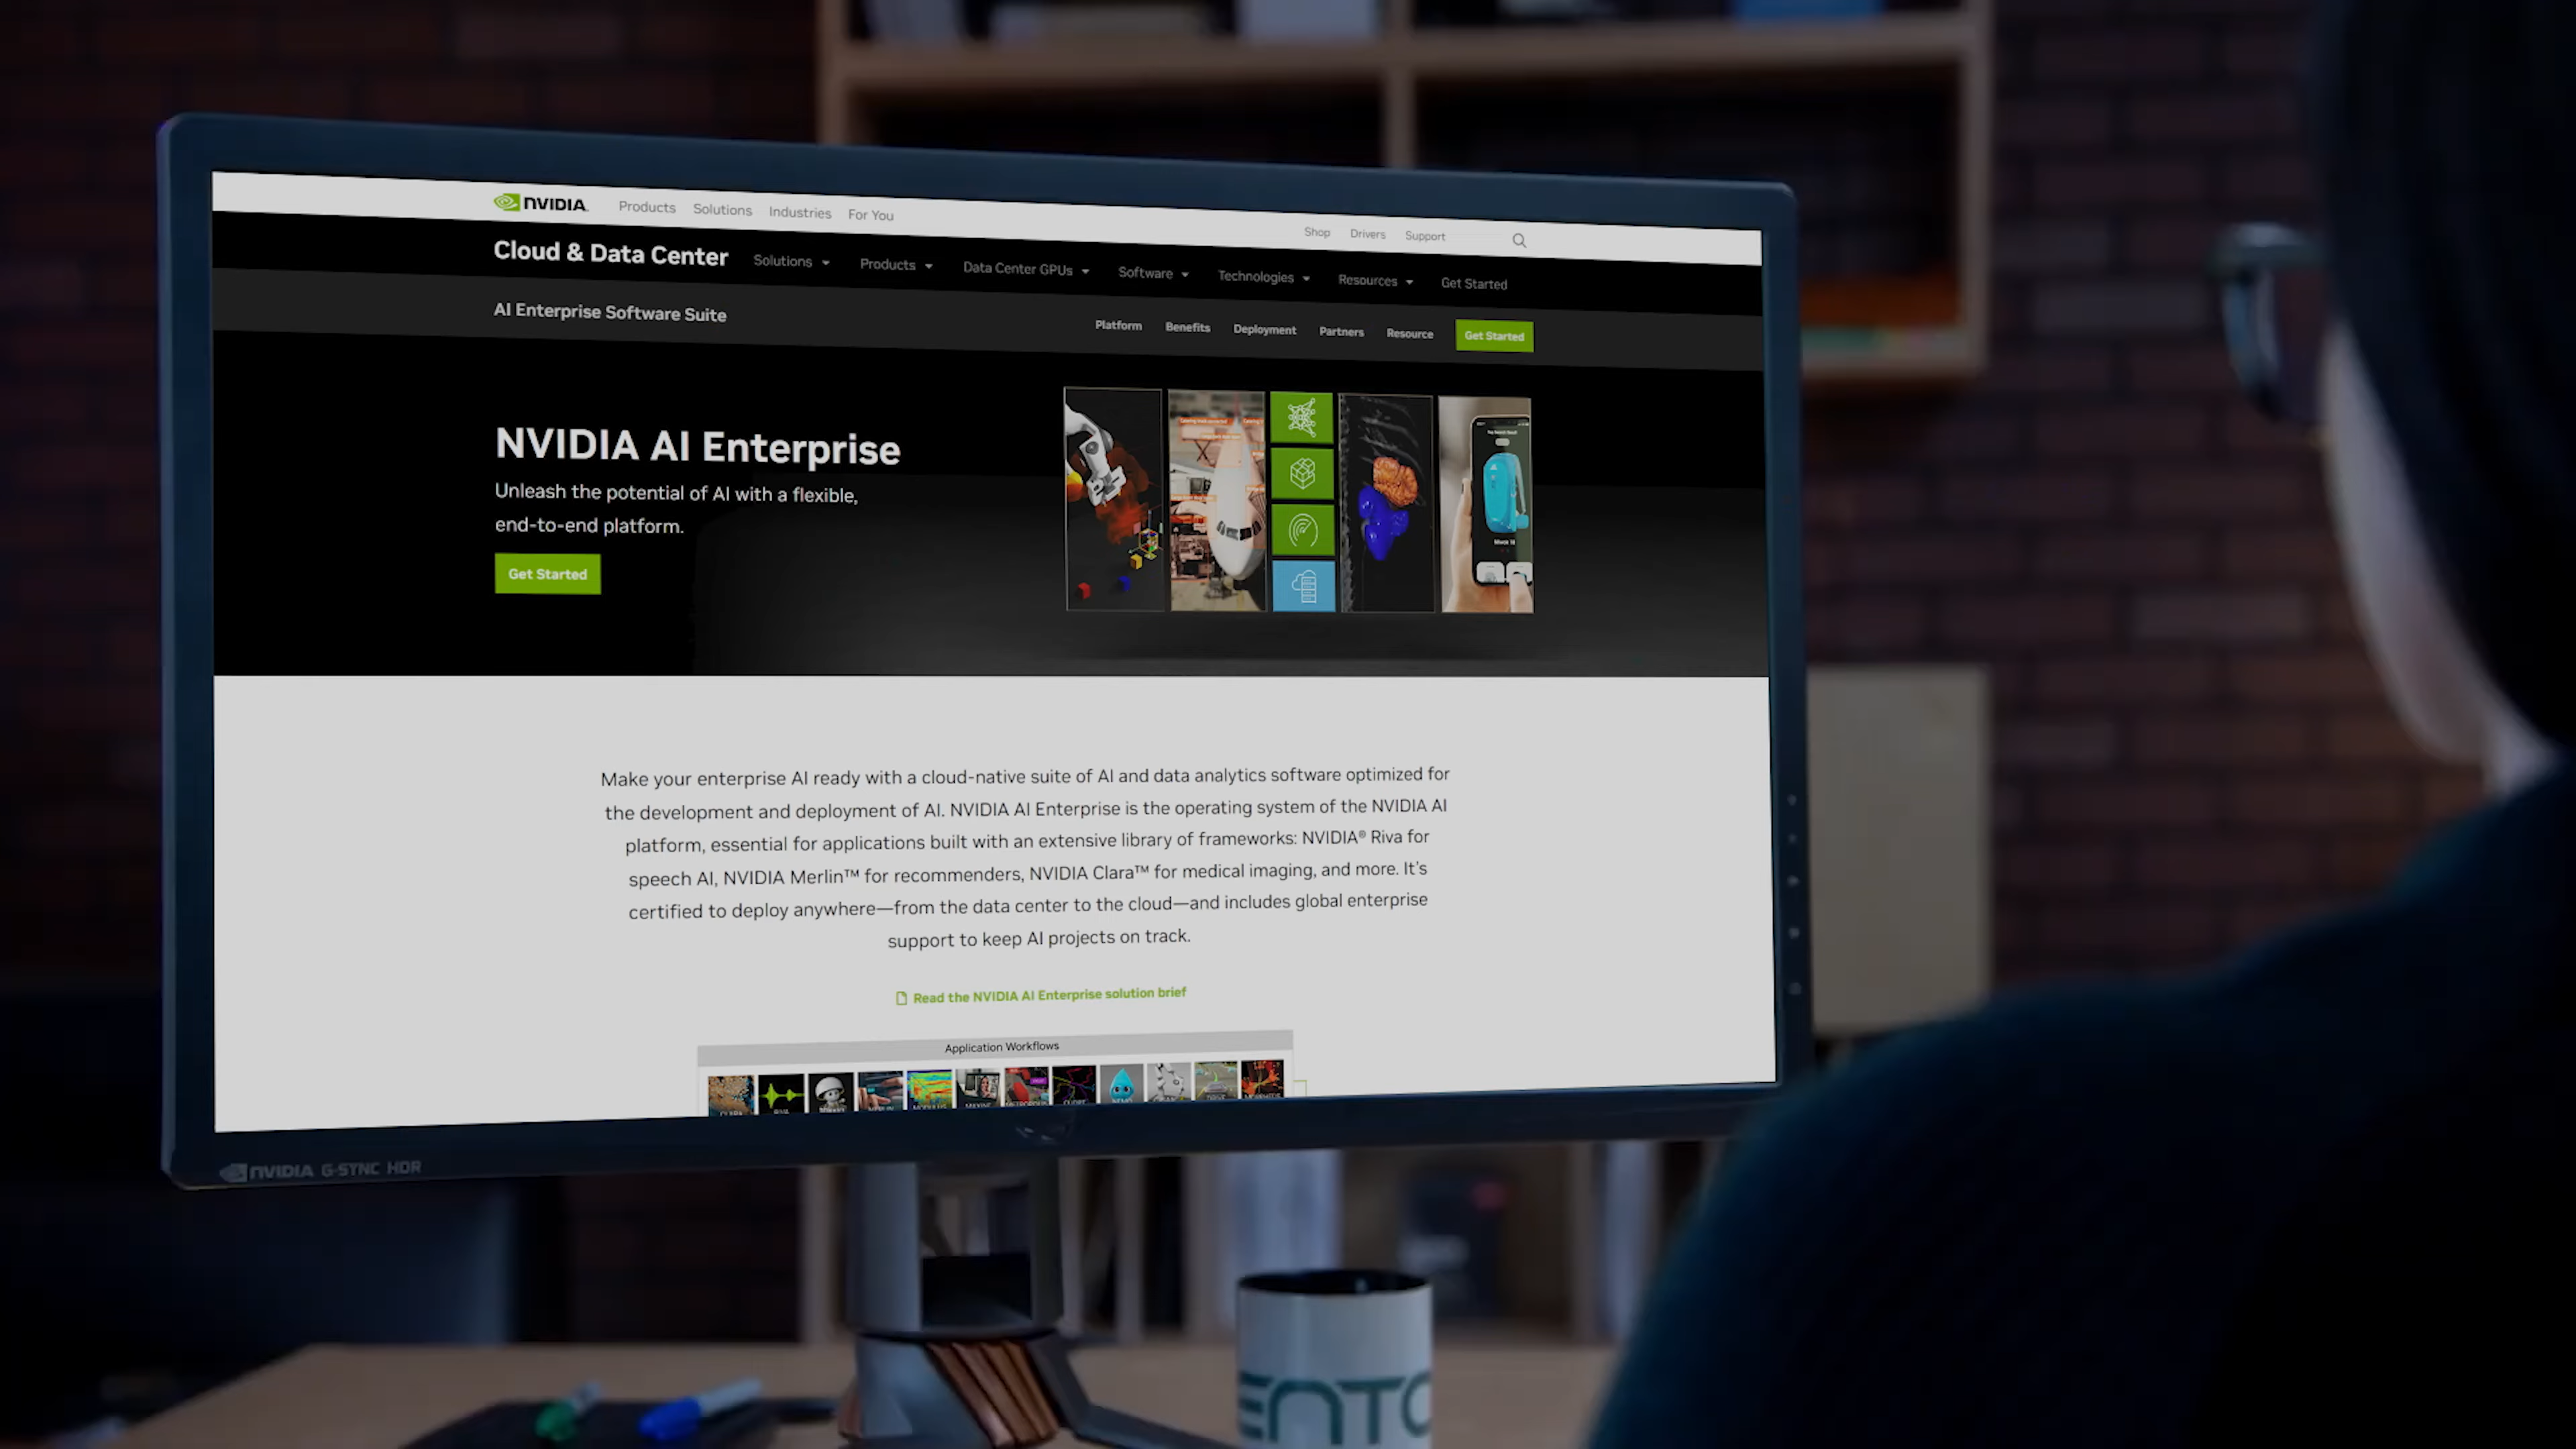 NVIDIA
Products Solutions Industries For You
Shop Drivers Support
Cloud & Data Center Solutions Products Data Center GPUs Software Technologies Resources Get Started
AI Enterprise Software Suite
Platform Benefits Deployment Partners Resource Get Started
NVIDIA AI Enterprise
Unleash the potential of AI with a flexible,
end-to-end platform.
Get Started
Make your enterprise AI ready with a cloud-native suite of AI and data analytics software optimized for
the development and deployment of AI. NVIDIA AI Enterprise is the operating system of the NVIDIA AI
platform, essential for applications built with an extensive library of frameworks: NVIDIA® Riva for
speech AI, NVIDIA Merlin™ for recommenders, NVIDIA Clara™ for medical imaging, and more. It's
certified to deploy anywhere—from the data center to the cloud—and includes global enterprise
support to keep AI projects on track.
Read the NVIDIA AI Enterprise solution brief
Application Workflows
NVIDIA G-SYNC HDR
ENTO